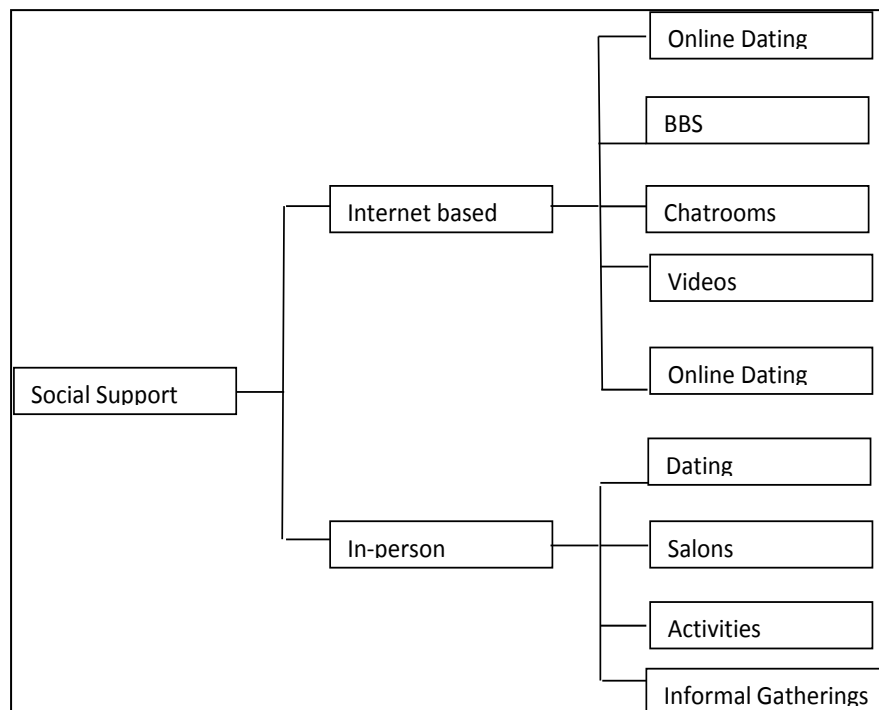 Online Dating
BBS
Internet based
Chatrooms
Videos
Social Support
Online Dating
Dating
In-person
Salons
Activities
Informal Gatherings